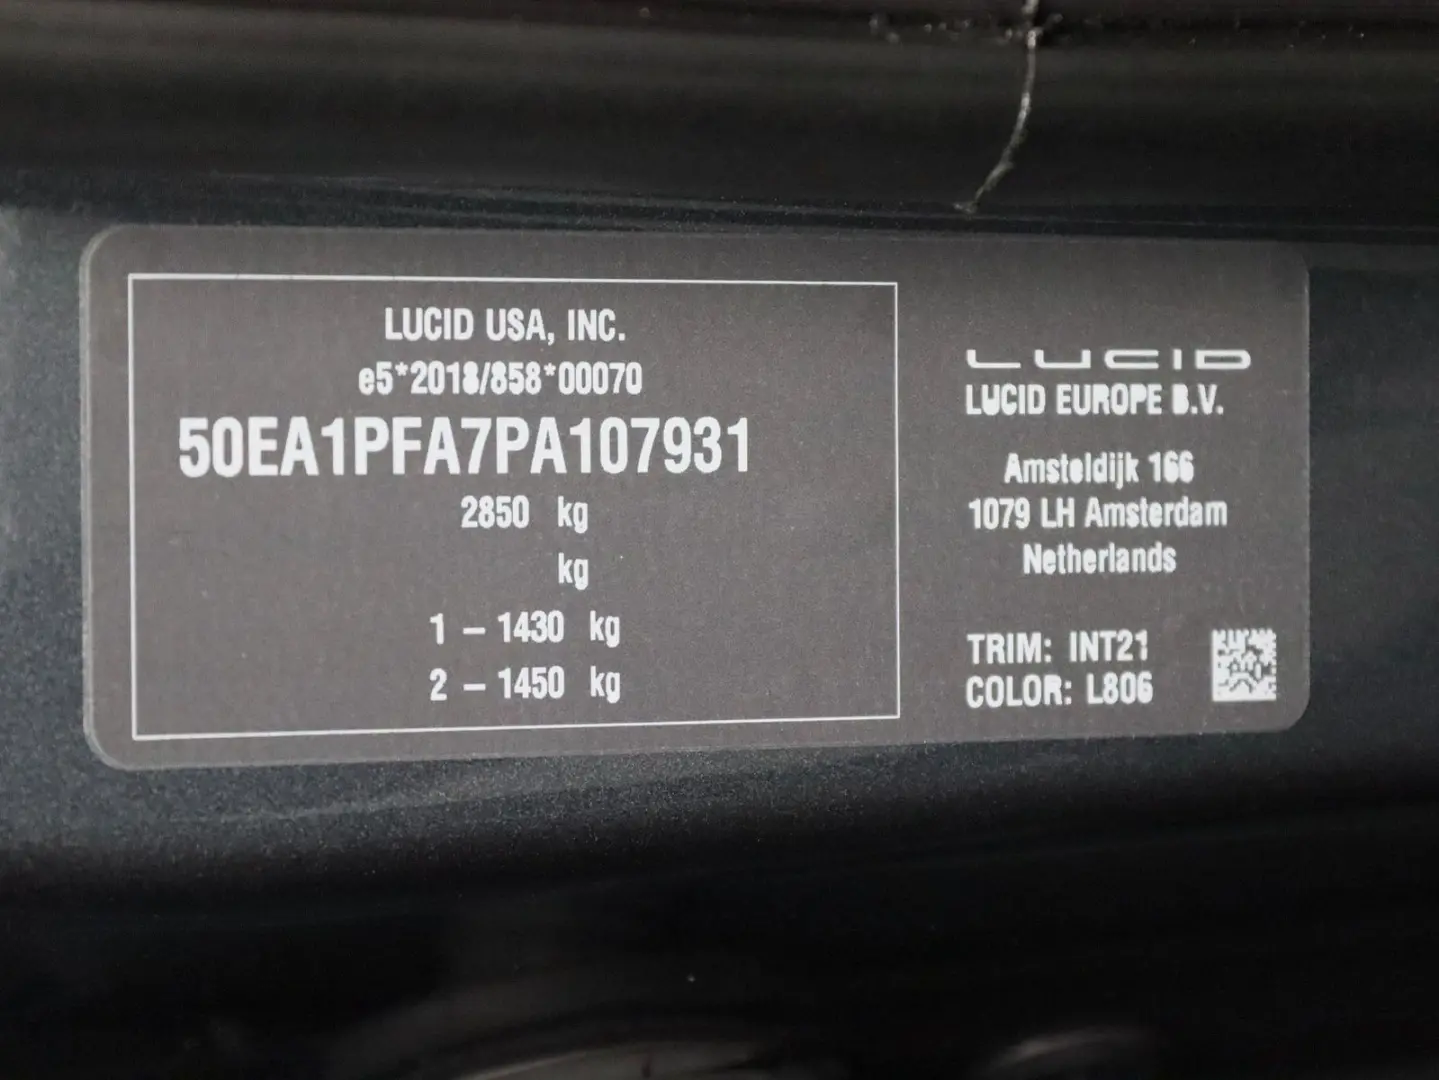 LUCID USA, INC.
e5*2018/858*00070
50EA1PFA7PA107931
2850 kg
kg
1 – 1430 kg
2 – 1450 kg
LUCID
LUCID EUROPE B.V.
Amsteldijk 166
1079 LH Amsterdam
Netherlands
TRIM: INT21
COLOR: L806